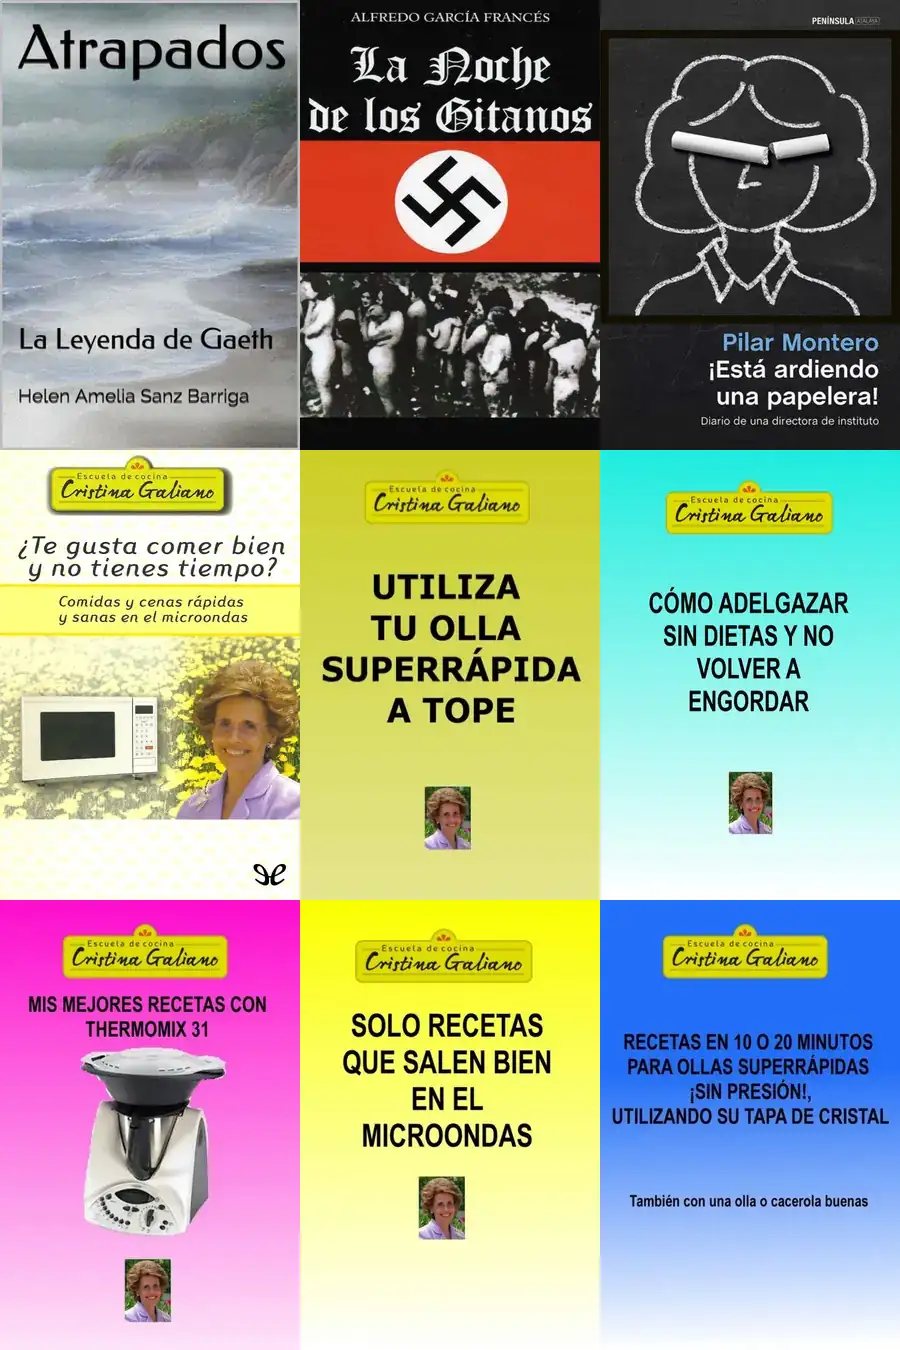 Atrapados
La Leyenda de Gaeth
Helen Amelia Sanz Barriga
ALFREDO GARCÍA FRANCÉS
La Noche
de los Gitanos
PENÍNSULA ATALAYA
Pilar Montero
¡Está ardiendo
una papelera!
Diario de una directora de instituto
Escuela de cocina
Cristina Galiano
¿Te gusta comer bien
y no tienes tiempo?
Comidas y cenas rápidas
y sanas en el microondas
Escuela de cocina
Cristina Galiano
UTILIZA
TU OLLA
SUPERRÁPIDA
A TOPE
Escuela de cocina
Cristina Galiano
CÓMO ADELGAZAR
SIN DIETAS Y NO
VOLVER A
ENGORDAR
Escuela de cocina
Cristina Galiano
MIS MEJORES RECETAS CON
THERMOMIX 31
Escuela de cocina
Cristina Galiano
SOLO RECETAS
QUE SALEN BIEN
EN EL
MICROONDAS
Escuela de cocina
Cristina Galiano
RECETAS EN 10 O 20 MINUTOS
PARA OLLAS SUPERRÁPIDAS
¡SIN PRESIÓN!,
UTILIZANDO SU TAPA DE CRISTAL
También con una olla o cacerola buenas